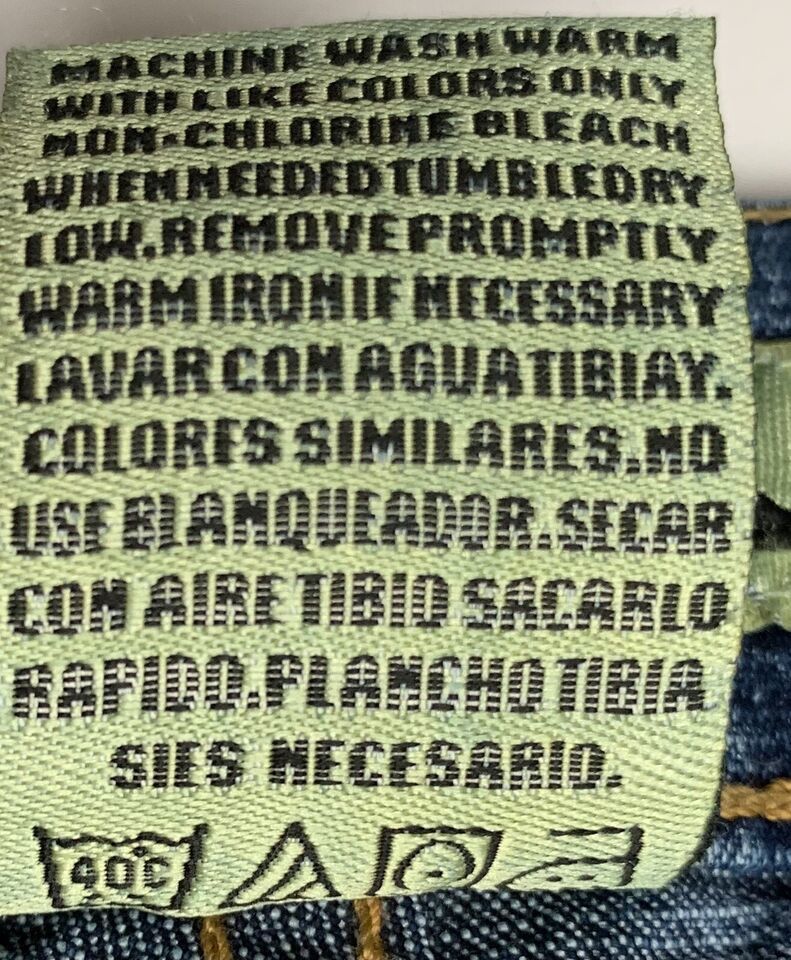 MACHINE WASH WARM
WITH LIKE COLORS ONLY
NON-CHLORINE BLEACH
WHEN NEEDED TUMBLE DRY
LOW. REMOVE PROMPTLY
WARM IRON IF NECESSARY
LAVAR CON AGUA TIBIA Y.
COLORES SIMILARES. NO
USE BLANQUEADOR. SECAR
CON AIRE TIBIO SACARLO
RAPIDO. PLANCHO TIBIA
SIES NECESARIO.
40C